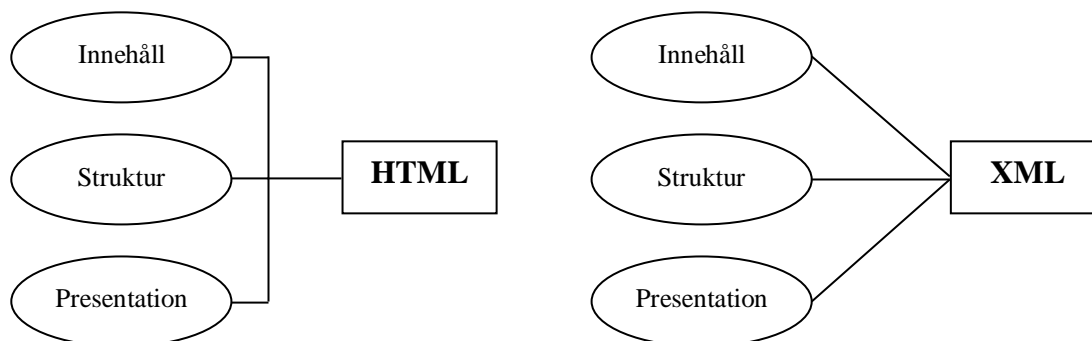 Innehåll
Struktur
Presentation
HTML
Innehåll
Struktur
Presentation
XML